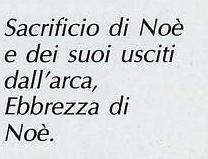 Sacrificio di Noè
e dei suoi usciti
dall'arca,
Ebbrezza di
Noè.